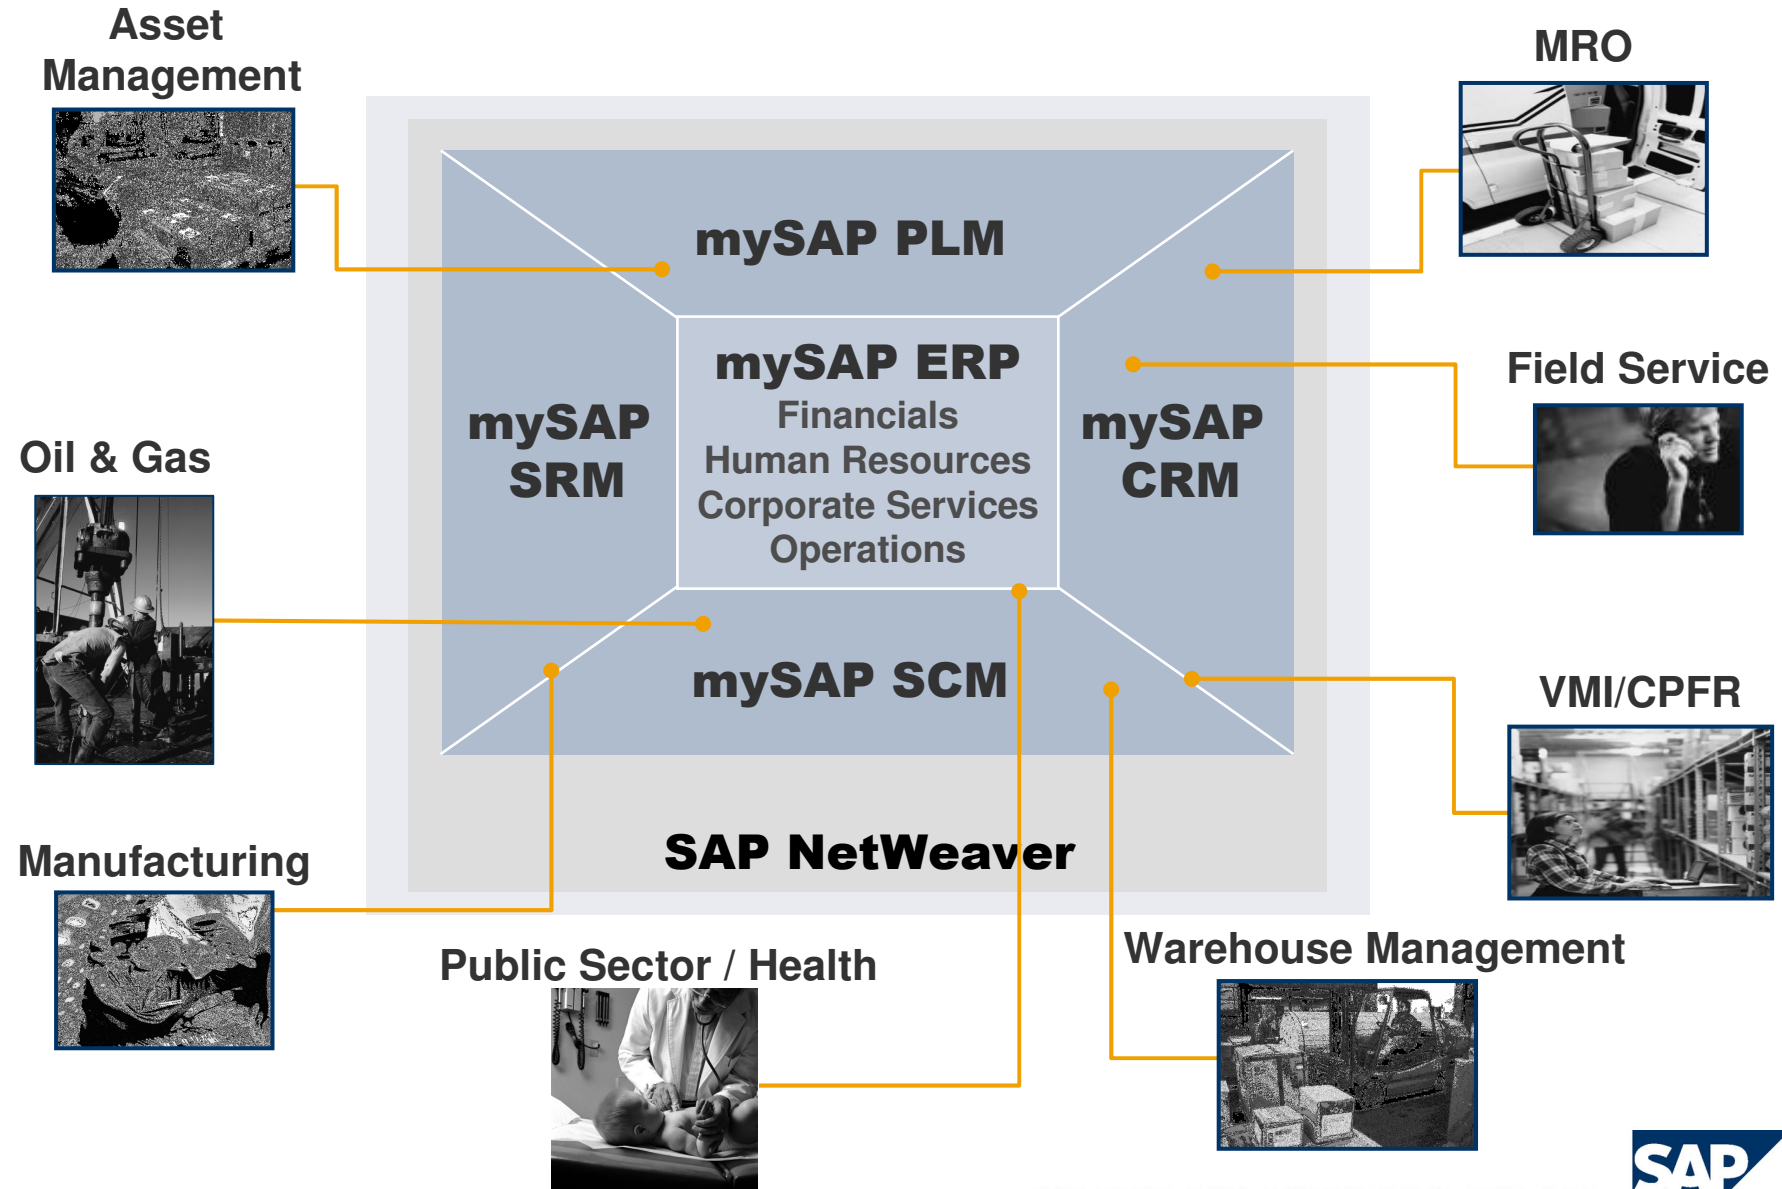 Asset
Management
MRO
mySAP PLM
mySAP ERP
Financials
Human Resources
Corporate Services
Operations
mySAP
SRM
mySAP
CRM
Field Service
Oil & Gas
mySAP SCM
VMI/CPFR
SAP NetWeaver
Manufacturing
Public Sector / Health
Warehouse Management
SAP